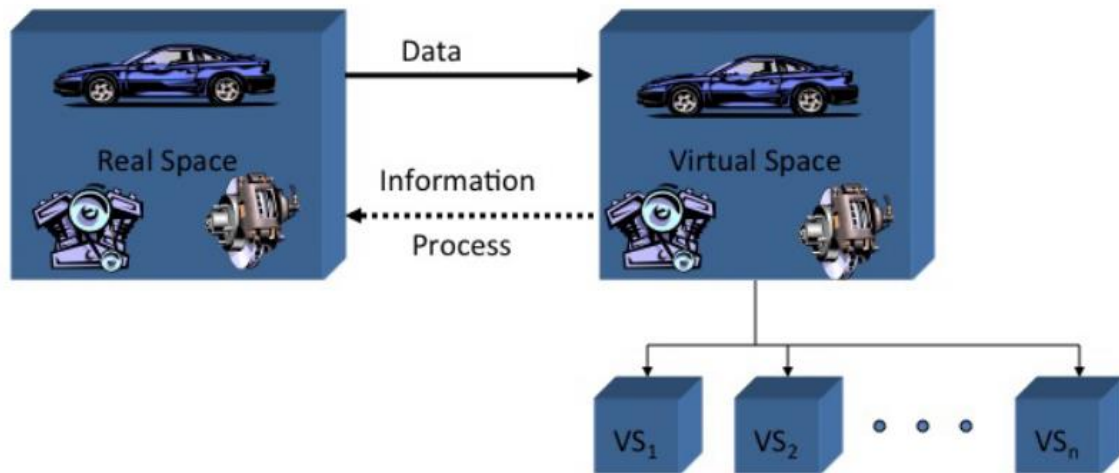 Data
Real Space
Virtual Space
Information
Process
VS₁
VS₂
VSₙ